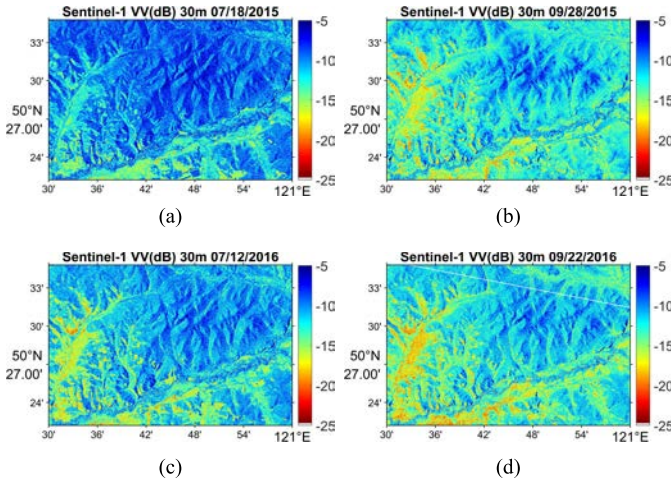 Sentinel-1 VV(dB) 30m 07/18/2015
33'
30'
50°N
27.00'
24'
30' 36' 42' 48' 54' 121°E
-5
-10
-15
-20
-25
(a)
Sentinel-1 VV(dB) 30m 09/28/2015
33'
30'
50°N
27.00'
24'
30' 36' 42' 48' 54' 121°E
-5
-10
-15
-20
-25
(b)
Sentinel-1 VV(dB) 30m 07/12/2016
33'
30'
50°N
27.00'
24'
30' 36' 42' 48' 54' 121°E
-5
-10
-15
-20
-25
(c)
Sentinel-1 VV(dB) 30m 09/22/2016
33'
30'
50°N
27.00'
24'
30' 36' 42' 48' 54' 121°E
-5
-10
-15
-20
-25
(d)